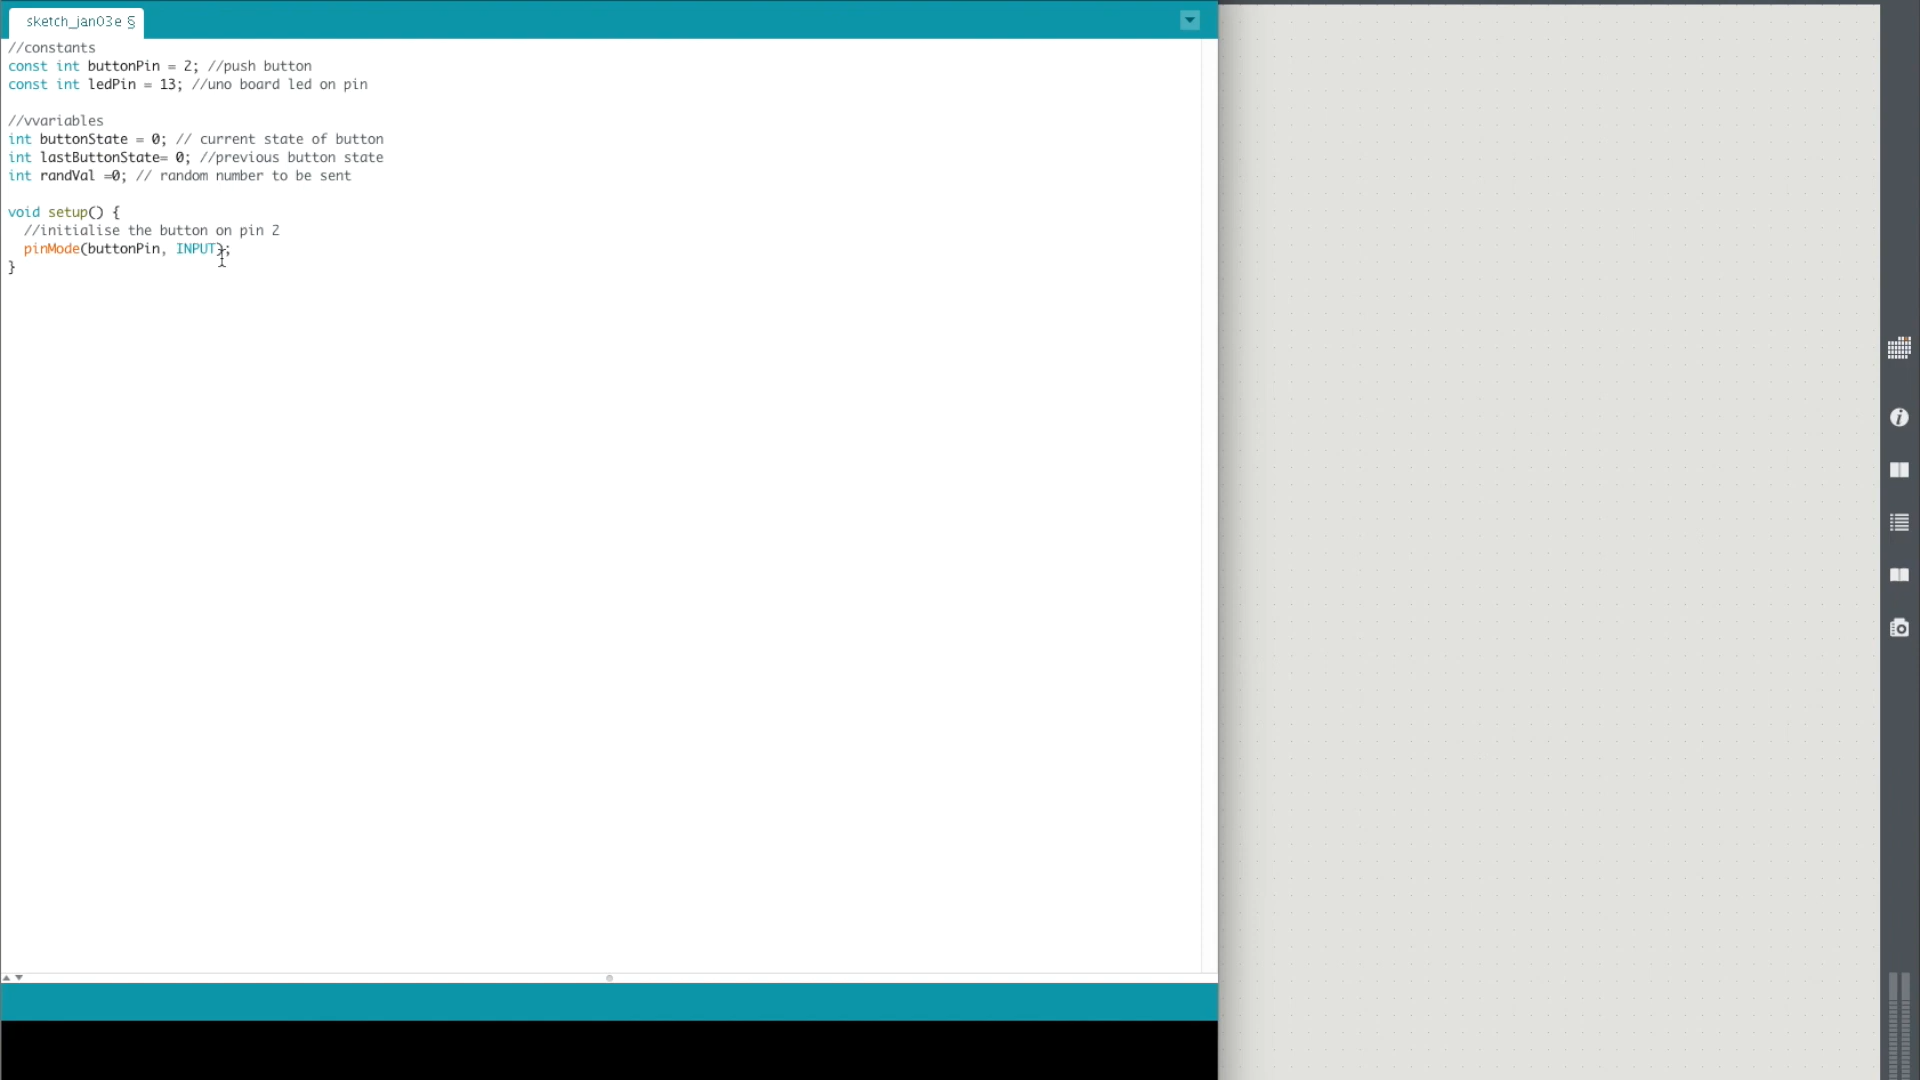 sketch_jan03e §
//constants
const int buttonPin = 2; //push button
const int ledPin = 13; //uno board led on pin
//vvariables
int buttonState = 0; // current state of button
int lastButtonState= 0; //previous button state
int randVal =0; // random number to be sent
void setup() {
//initialise the button on pin 2
pinMode(buttonPin, INPUT);
}